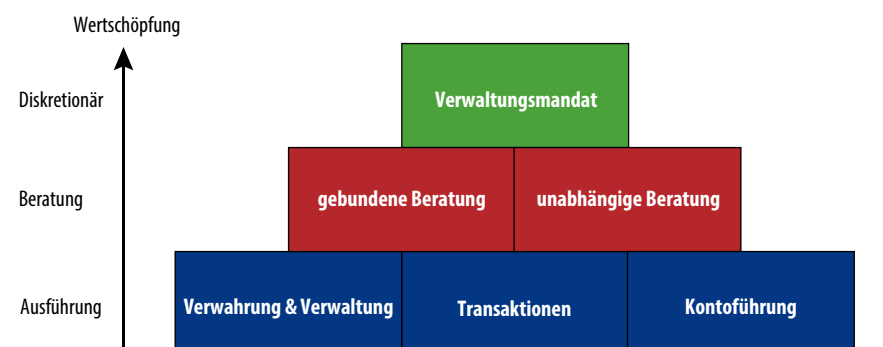 Wertschöpfung
Diskretionär
Verwaltungsmandat
Beratung
gebundene Beratung
unabhängige Beratung
Ausführung
Verwahrung & Verwaltung
Transaktionen
Kontoführung